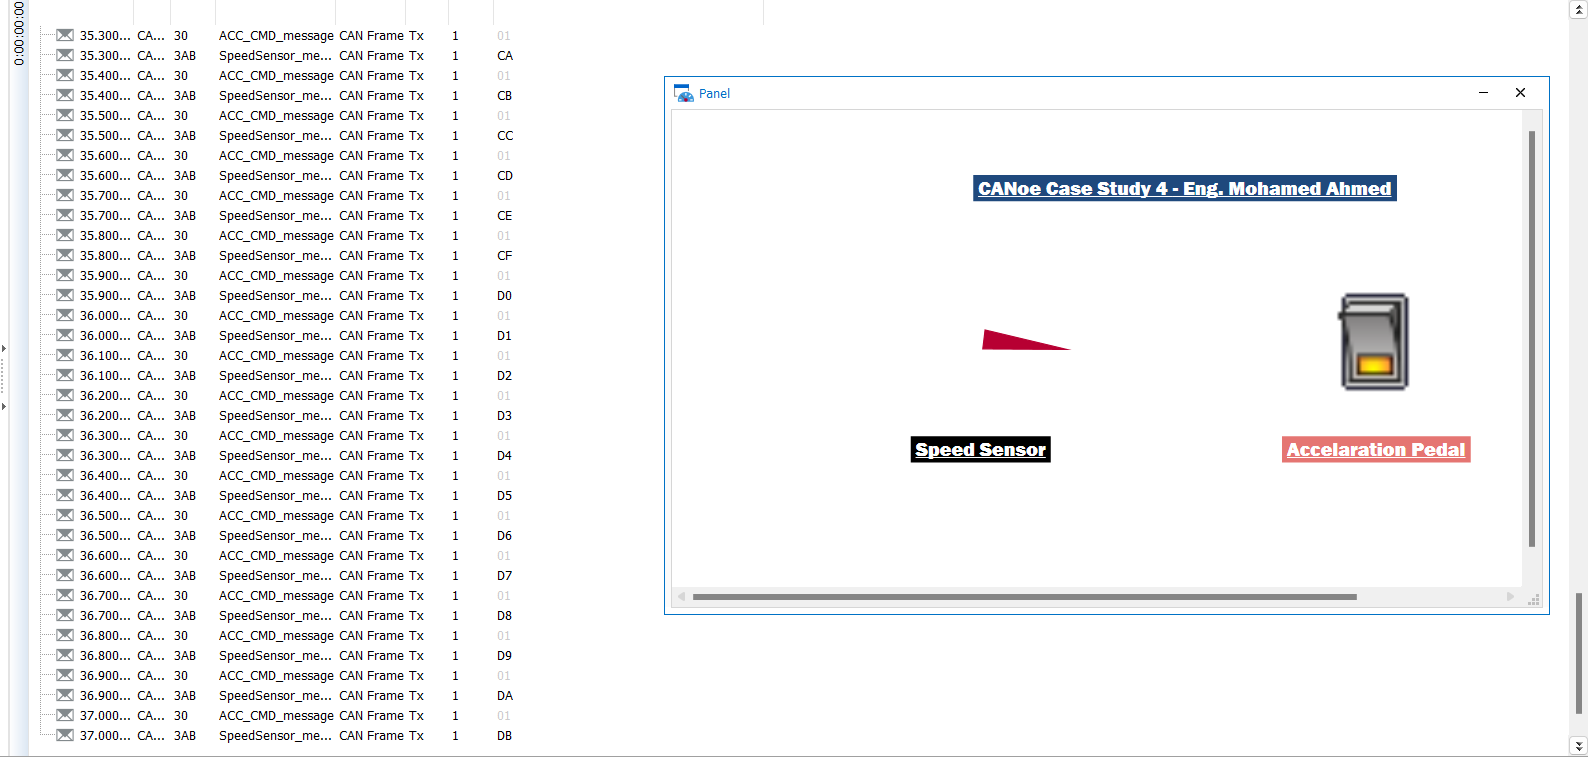 0:00:00:00
35.300... CA... 30 ACC_CMD_message CAN Frame Tx 1 01
35.300... CA... 3AB SpeedSensor_me... CAN Frame Tx 1 CA
35.400... CA... 30 ACC_CMD_message CAN Frame Tx 1 01
35.400... CA... 3AB SpeedSensor_me... CAN Frame Tx 1 CB
35.500... CA... 30 ACC_CMD_message CAN Frame Tx 1 01
35.500... CA... 3AB SpeedSensor_me... CAN Frame Tx 1 CC
35.600... CA... 30 ACC_CMD_message CAN Frame Tx 1 01
35.600... CA... 3AB SpeedSensor_me... CAN Frame Tx 1 CD
35.700... CA... 30 ACC_CMD_message CAN Frame Tx 1 01
35.700... CA... 3AB SpeedSensor_me... CAN Frame Tx 1 CE
35.800... CA... 30 ACC_CMD_message CAN Frame Tx 1 01
35.800... CA... 3AB SpeedSensor_me... CAN Frame Tx 1 CF
35.900... CA... 30 ACC_CMD_message CAN Frame Tx 1 01
35.900... CA... 3AB SpeedSensor_me... CAN Frame Tx 1 D0
36.000... CA... 30 ACC_CMD_message CAN Frame Tx 1 01
36.000... CA... 3AB SpeedSensor_me... CAN Frame Tx 1 D1
36.100... CA... 30 ACC_CMD_message CAN Frame Tx 1 01
36.100... CA... 3AB SpeedSensor_me... CAN Frame Tx 1 D2
36.200... CA... 30 ACC_CMD_message CAN Frame Tx 1 01
36.200... CA... 3AB SpeedSensor_me... CAN Frame Tx 1 D3
36.300... CA... 30 ACC_CMD_message CAN Frame Tx 1 01
36.300... CA... 3AB SpeedSensor_me... CAN Frame Tx 1 D4
36.400... CA... 30 ACC_CMD_message CAN Frame Tx 1 01
36.400... CA... 3AB SpeedSensor_me... CAN Frame Tx 1 D5
36.500... CA... 30 ACC_CMD_message CAN Frame Tx 1 01
36.500... CA... 3AB SpeedSensor_me... CAN Frame Tx 1 D6
36.600... CA... 30 ACC_CMD_message CAN Frame Tx 1 01
36.600... CA... 3AB SpeedSensor_me... CAN Frame Tx 1 D7
36.700... CA... 30 ACC_CMD_message CAN Frame Tx 1 01
36.700... CA... 3AB SpeedSensor_me... CAN Frame Tx 1 D8
36.800... CA... 30 ACC_CMD_message CAN Frame Tx 1 01
36.800... CA... 3AB SpeedSensor_me... CAN Frame Tx 1 D9
36.900... CA... 30 ACC_CMD_message CAN Frame Tx 1 01
36.900... CA... 3AB SpeedSensor_me... CAN Frame Tx 1 DA
37.000... CA... 30 ACC_CMD_message CAN Frame Tx 1 01
37.000... CA... 3AB SpeedSensor_me... CAN Frame Tx 1 DB
Panel
CANoe Case Study 4 - Eng. Mohamed Ahmed
Speed Sensor
Accelaration Pedal